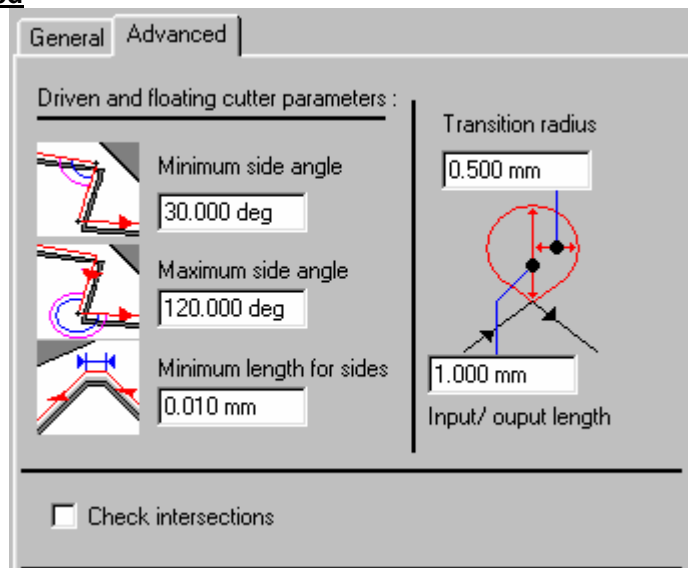 General Advanced
Driven and floating cutter parameters :
Minimum side angle
30.000 deg
Maximum side angle
120.000 deg
Minimum length for sides
0.010 mm
Transition radius
0.500 mm
1.000 mm
Input/ ouput length
Check intersections